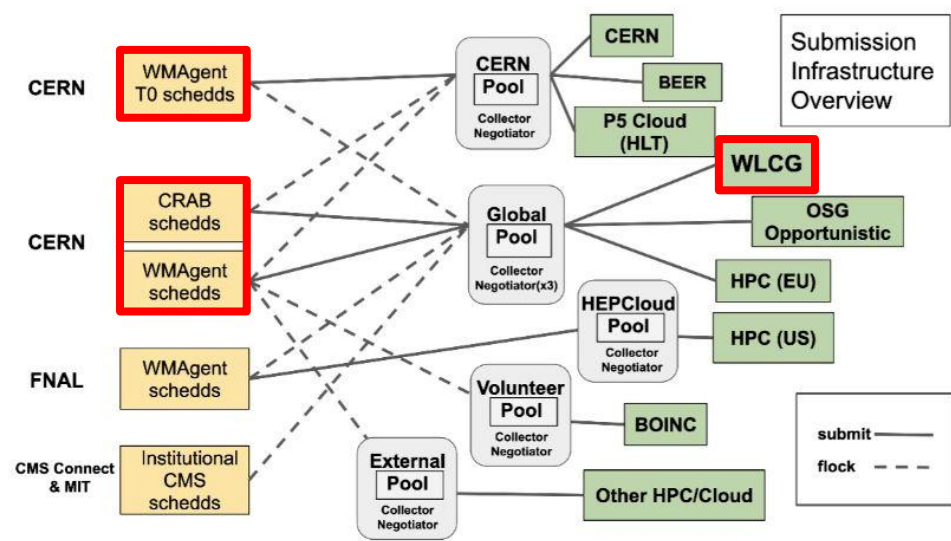 Submission
Infrastructure
Overview
CERN
WMAgent
T0 schedds
CERN
Pool
Collector
Negotiator
CERN
BEER
P5 Cloud
(HLT)
WLCG
CERN
CRAB
schedds
WMAgent
schedds
Global
Pool
Collector
Negotiator(x3)
OSG
Opportunistic
HPC (EU)
HEPCloud
Pool
Collector
Negotiator
HPC (US)
FNAL
WMAgent
schedds
Volunteer
Pool
Collector
Negotiator
BOINC
CMS Connect
& MIT
Institutional
CMS
schedds
External
Pool
Collector
Negotiator
Other HPC/Cloud
submit
flock